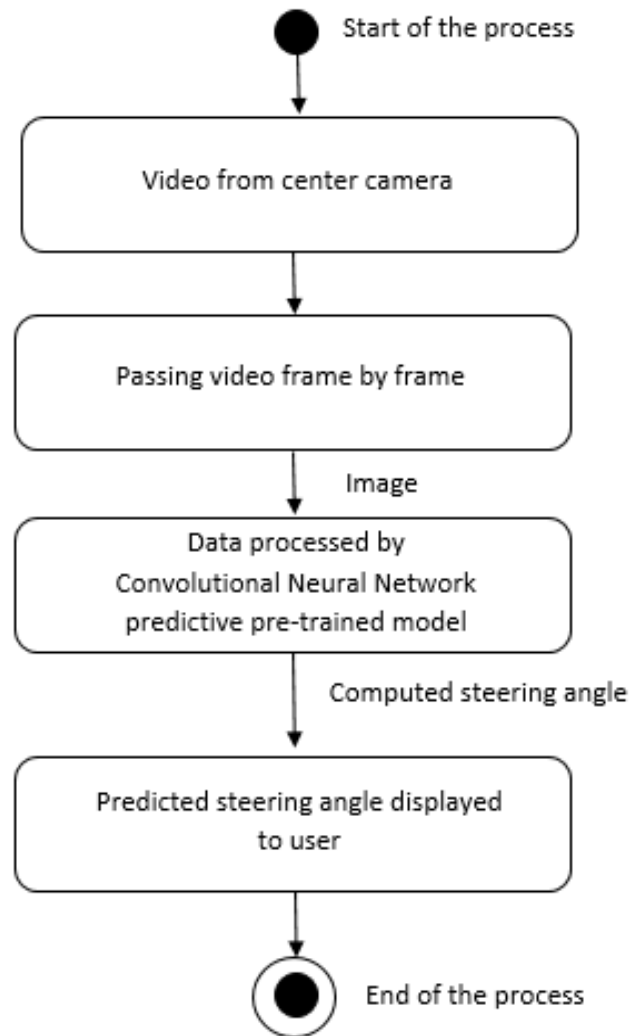 Start of the process
Video from center camera
Passing video frame by frame
Image
Data processed by
Convolutional Neural Network
predictive pre-trained model
Computed steering angle
Predicted steering angle displayed
to user
End of the process